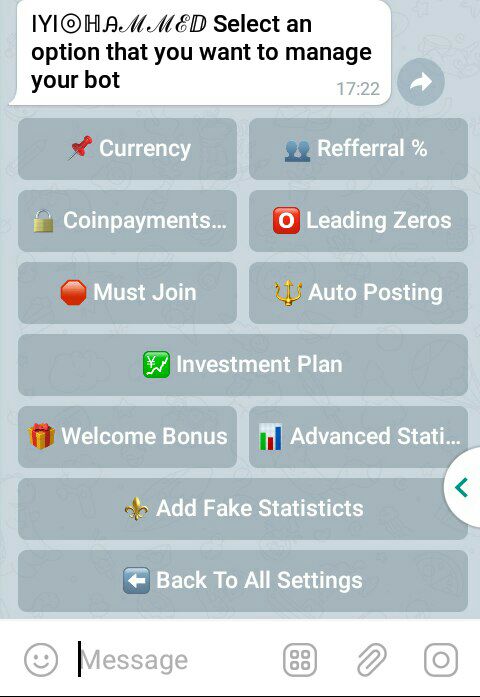 ⅠYⅠⓞℍᎯℳℳℰⅅ Select an
option that you want to manage
your bot
17:22
Currency
Refferral %
Coinpayments...
Leading Zeros
Must Join
Auto Posting
Investment Plan
Welcome Bonus
Advanced Stati...
Add Fake Statisticts
Back To All Settings
Message